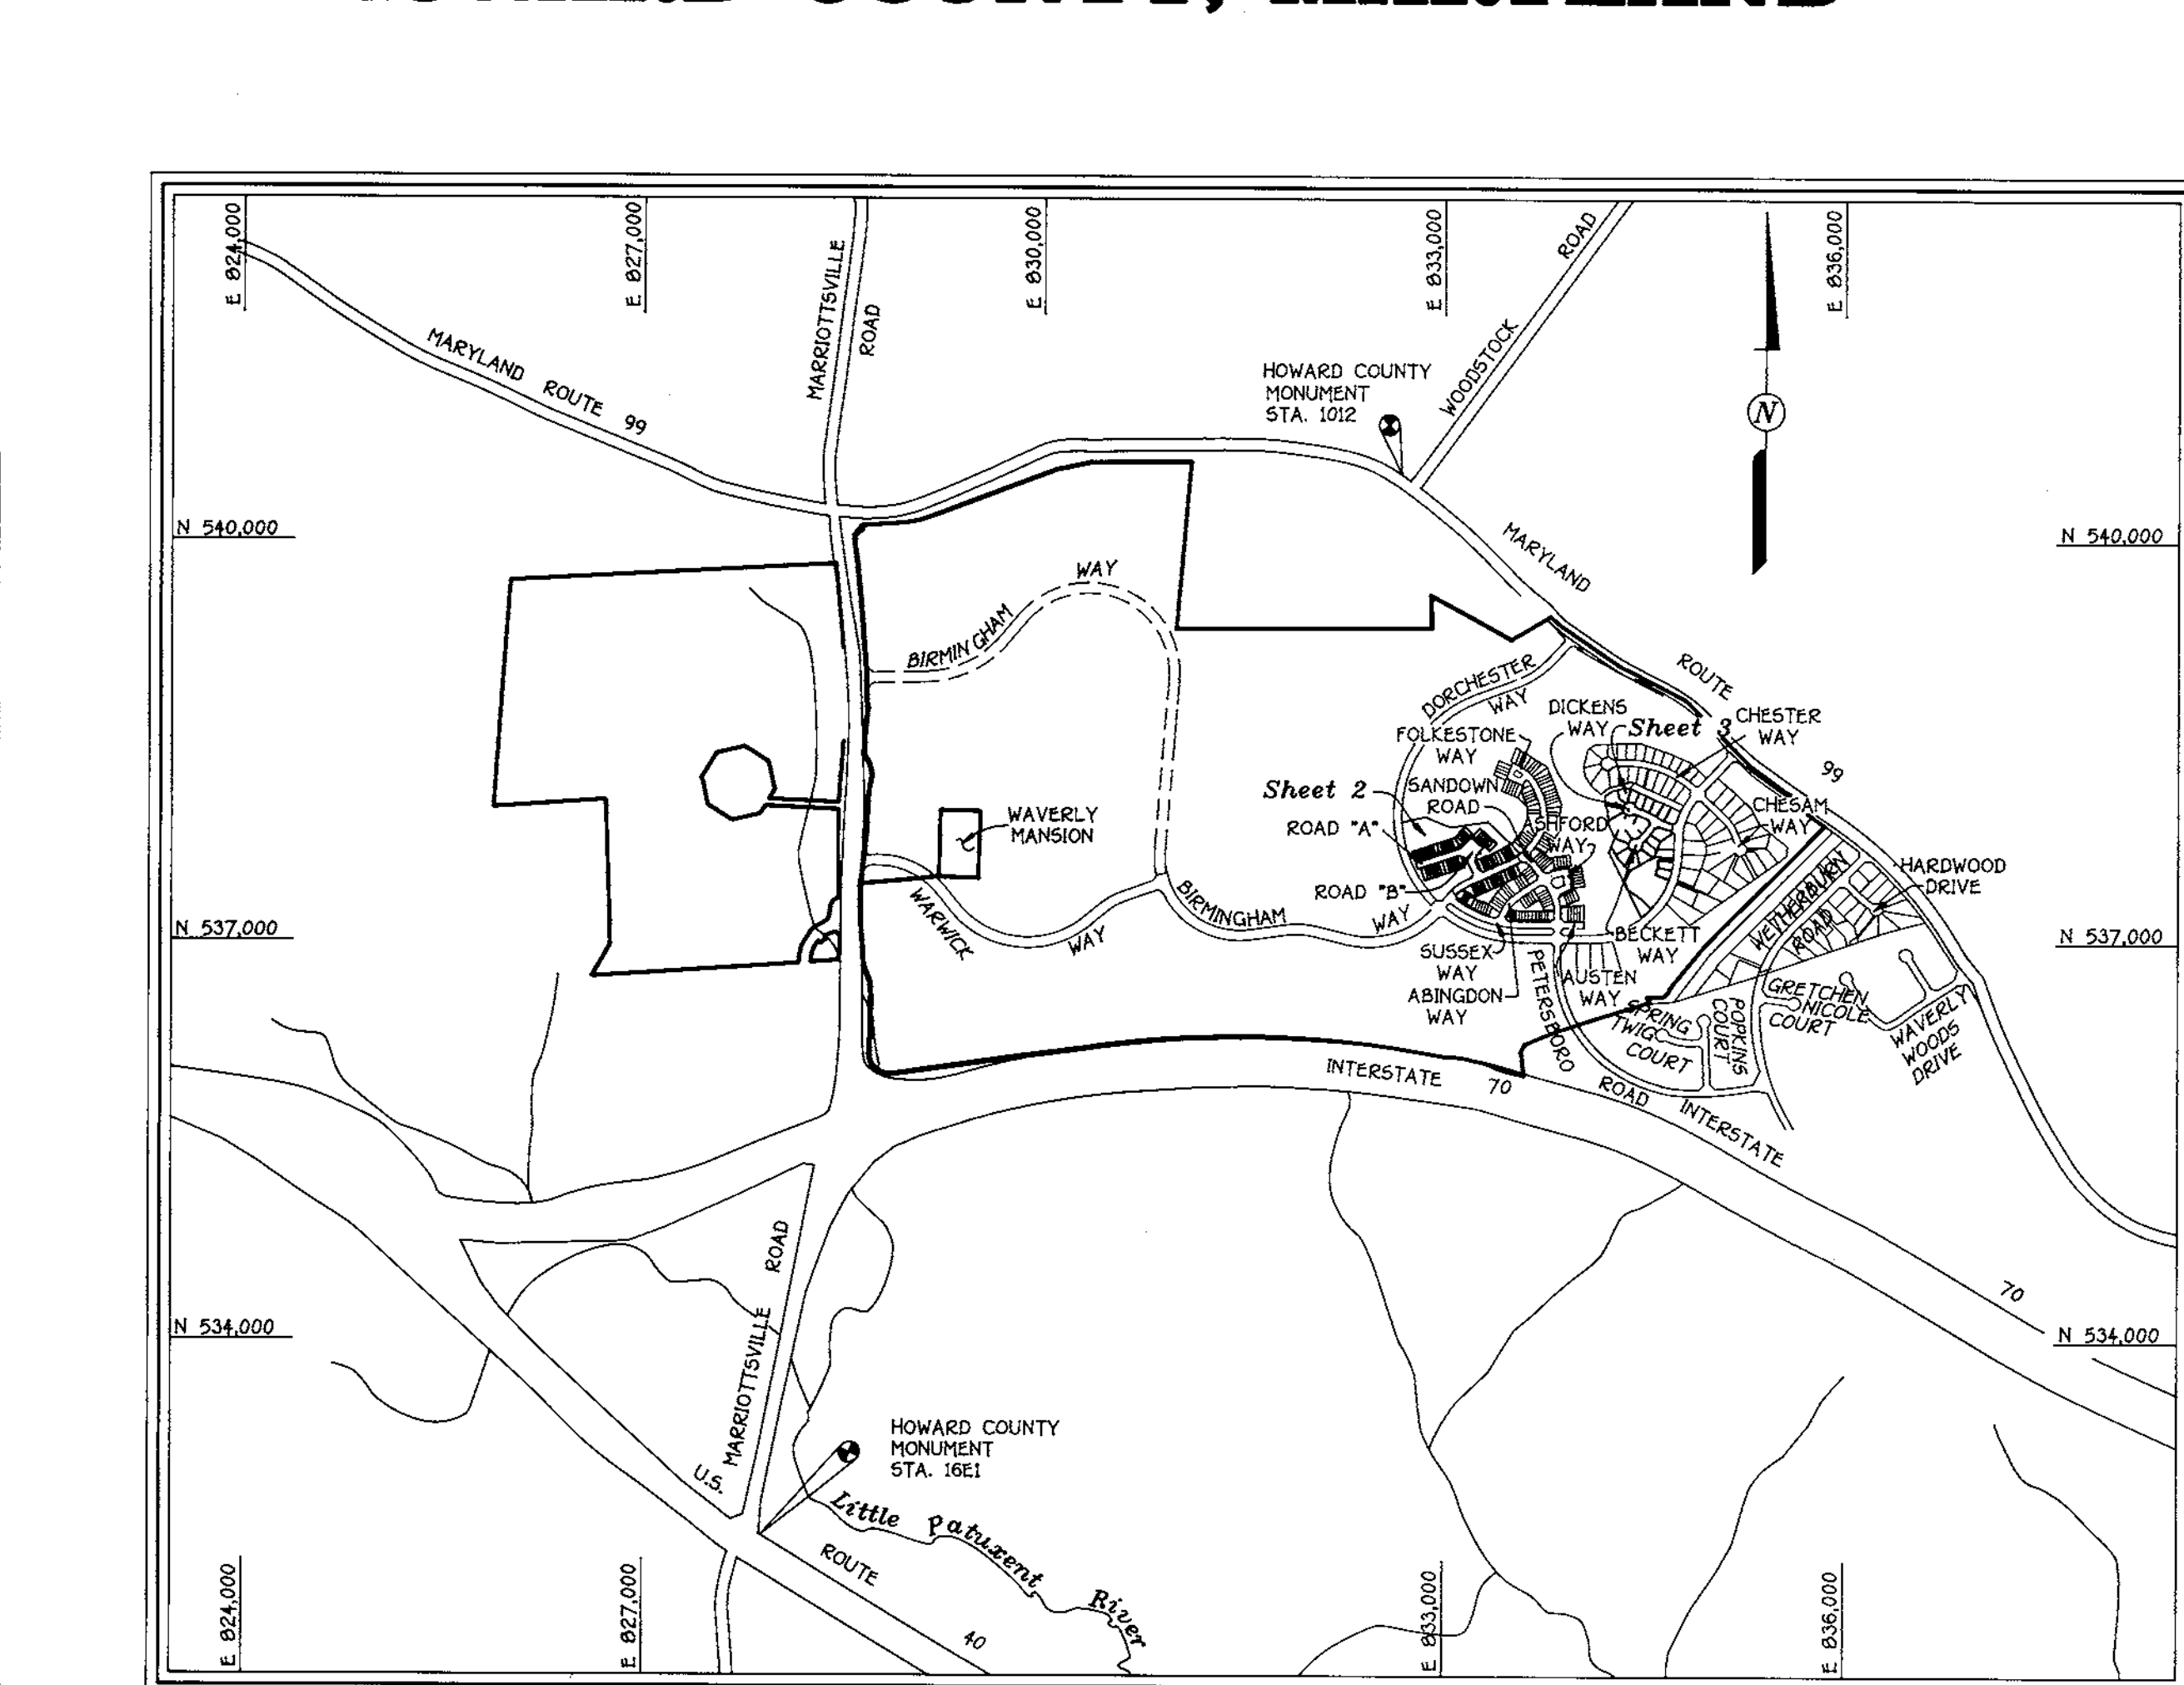 COUNTY, MARYLAND
E 824,000
E 827,000
E 830,000
E 833,000
E 836,000
MARRIOTTSVILLE
ROAD
WOODSTOCK
ROAD
MARYLAND ROUTE 99
HOWARD COUNTY
MONUMENT
STA. 1012
N
N 540,000
N 540,000
MARYLAND
ROUTE
99
BIRMINGHAM
WAY
DORCHESTER
WAY
DICKENS
WAY
Sheet 3
CHESTER
WAY
FOLKESTONE
WAY
Sheet 2
SANDOWN
ROAD
ROAD "A"
ASHFORD
WAY
CHESAM
WAY
WAVERLY
MANSION
ROAD "B"
HARDWOOD
DRIVE
WETHERBURN
ROAD
WARWICK
WAY
BIRMINGHAM
WAY
N 537,000
N 537,000
BECKETT
WAY
SUSSEX
WAY
ABINGDON
WAY
AUSTEN
WAY
PETERSBORO
ROAD
SPRING
TWIG
COURT
POPKINS
COURT
GRETCHEN
NICOLE
COURT
WAVERLY
WOODS
DRIVE
INTERSTATE 70
INTERSTATE
70
N 534,000
N 534,000
MARRIOTTSVILLE
ROAD
HOWARD COUNTY
MONUMENT
STA. 16E1
U.S.
ROUTE
40
Little Patuxent River
E 824,000
E 827,000
E 833,000
E 836,000